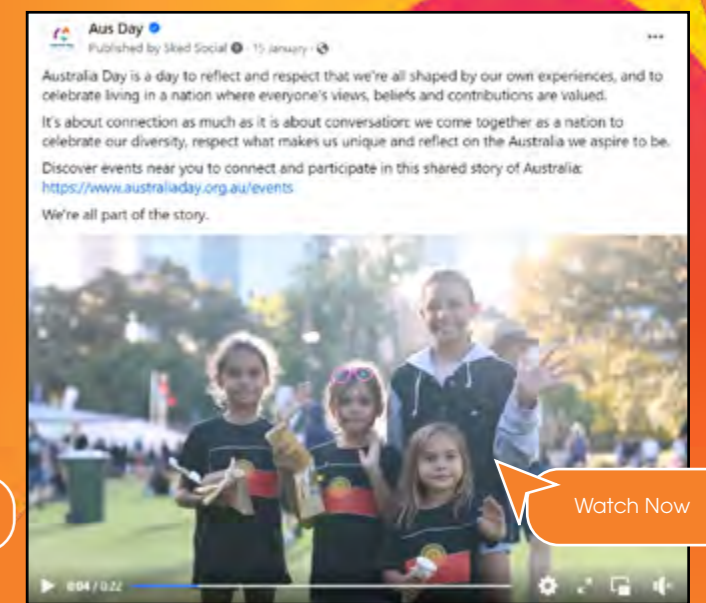 Aus Day
Published by Sked Social · 15 January ·
Australia Day is a day to reflect and respect that we're all shaped by our own experiences, and to
celebrate living in a nation where everyone's views, beliefs and contributions are valued.
It's about connection as much as it is about conversation: we come together as a nation to
celebrate our diversity, respect what makes us unique and reflect on the Australia we aspire to be.
Discover events near you to connect and participate in this shared story of Australia:
https://www.australiaday.org.au/events
We're all part of the story.
Watch Now
0:04 / 0:22